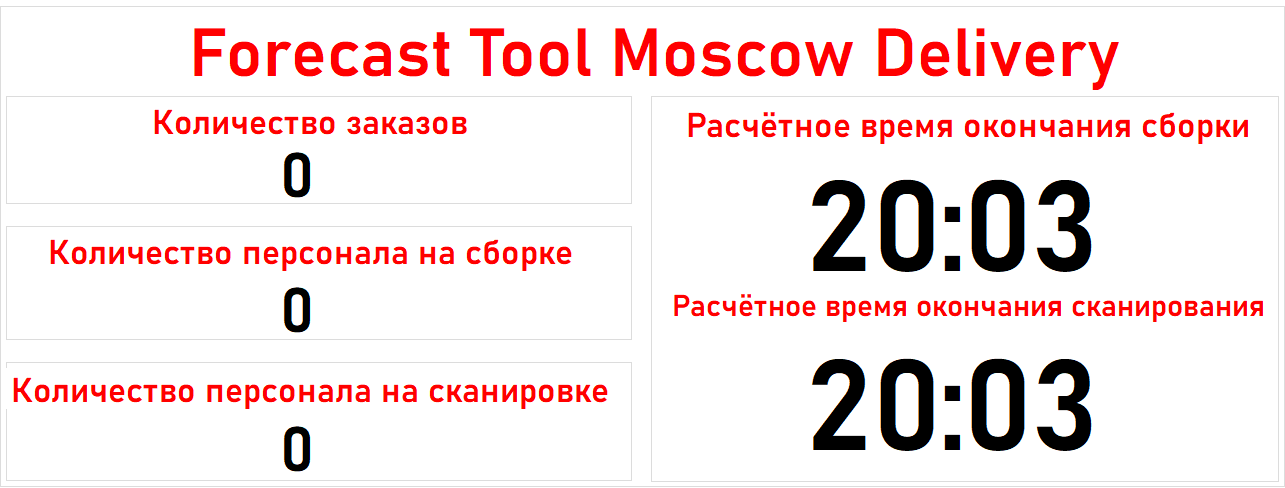 Forecast Tool Moscow Delivery
Количество заказов
0
Количество персонала на сборке
0
Количество персонала на сканировке
0
Расчётное время окончания сборки
20:03
Расчётное время окончания сканирования
20:03